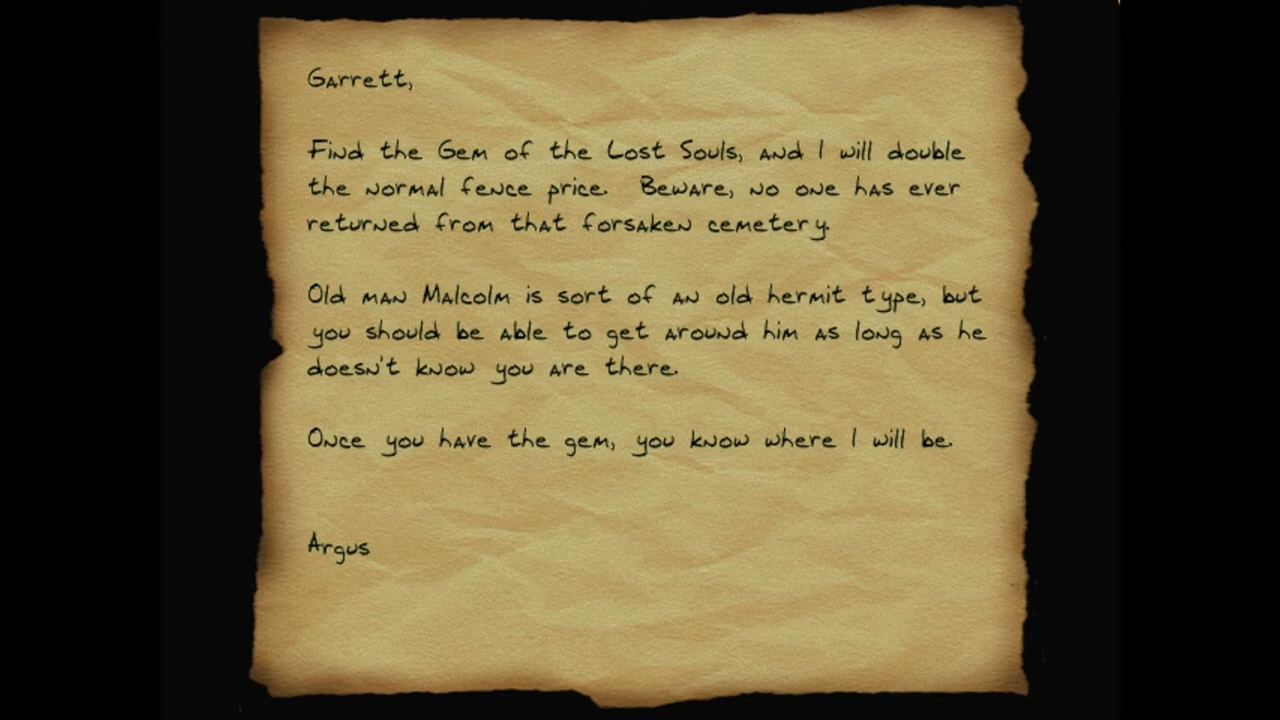 Garrett,
Find the Gem of the Lost Souls, and I will double
the normal fence price. Beware, no one has ever
returned from that forsaken cemetery.
Old man Malcolm is sort of an old hermit type, but
you should be able to get around him as long as he
doesn't know you are there.
Once you have the gem, you know where I will be.
Argus